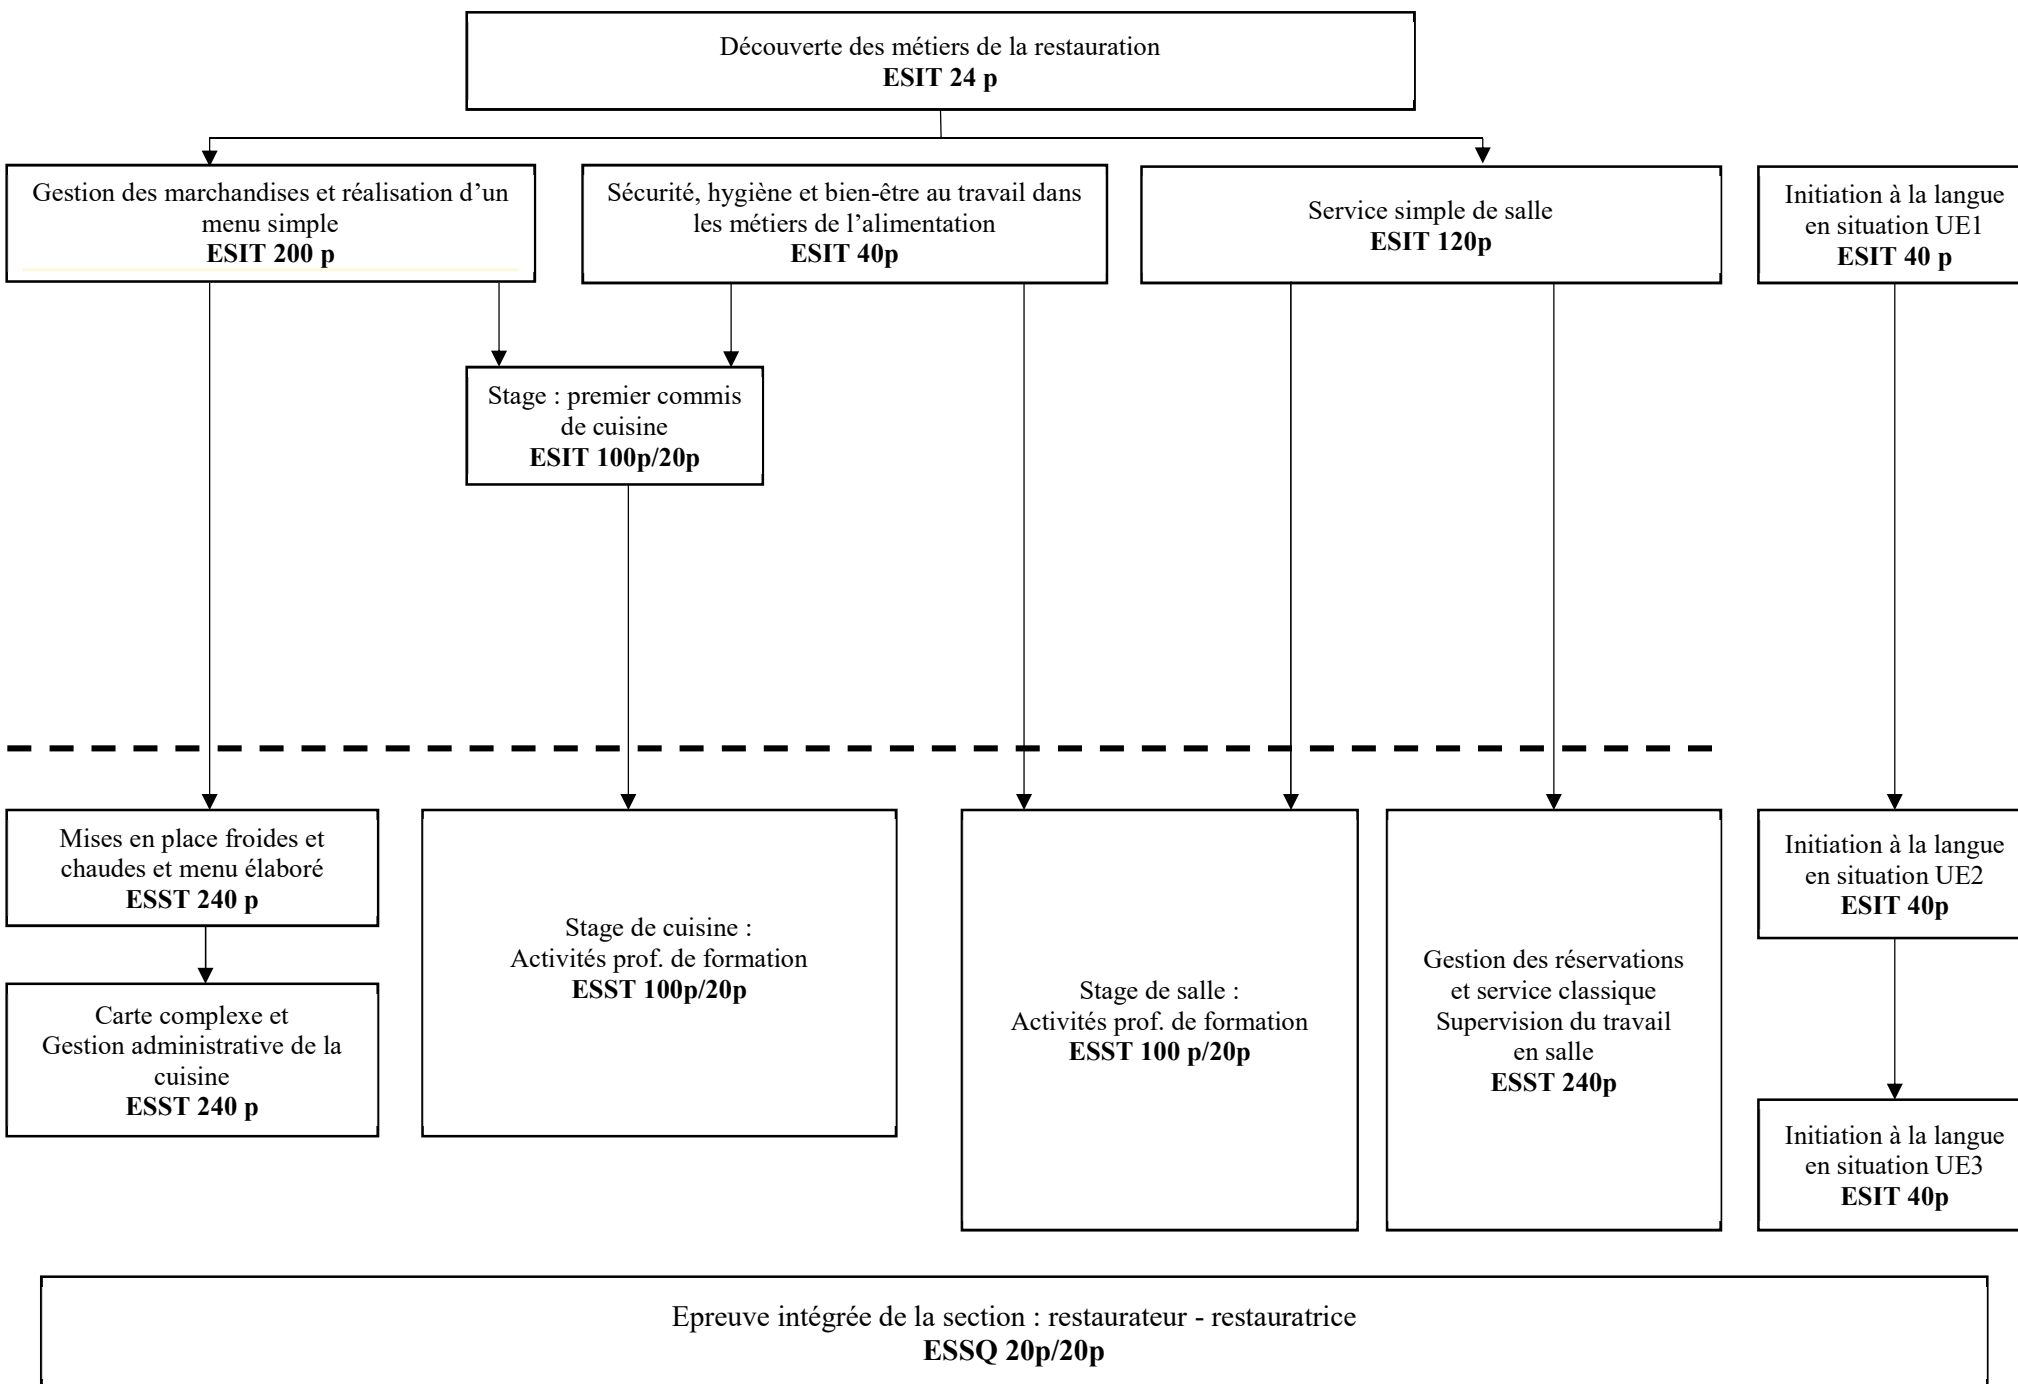 Découverte des métiers de la restauration
ESIT 24 p
Gestion des marchandises et réalisation d’un
menu simple
ESIT 200 p
Sécurité, hygiène et bien-être au travail dans
les métiers de l’alimentation
ESIT 40p
Service simple de salle
ESIT 120p
Initiation à la langue
en situation UE1
ESIT 40 p
Stage : premier commis
de cuisine
ESIT 100p/20p
Mises en place froides et
chaudes et menu élaboré
ESST 240 p
Carte complexe et
Gestion administrative de la
cuisine
ESST 240 p
Stage de cuisine :
Activités prof. de formation
ESST 100p/20p
Stage de salle :
Activités prof. de formation
ESST 100 p/20p
Gestion des réservations
et service classique
Supervision du travail
en salle
ESST 240p
Initiation à la langue
en situation UE2
ESIT 40p
Initiation à la langue
en situation UE3
ESIT 40p
Epreuve intégrée de la section : restaurateur - restauratrice
ESSQ 20p/20p